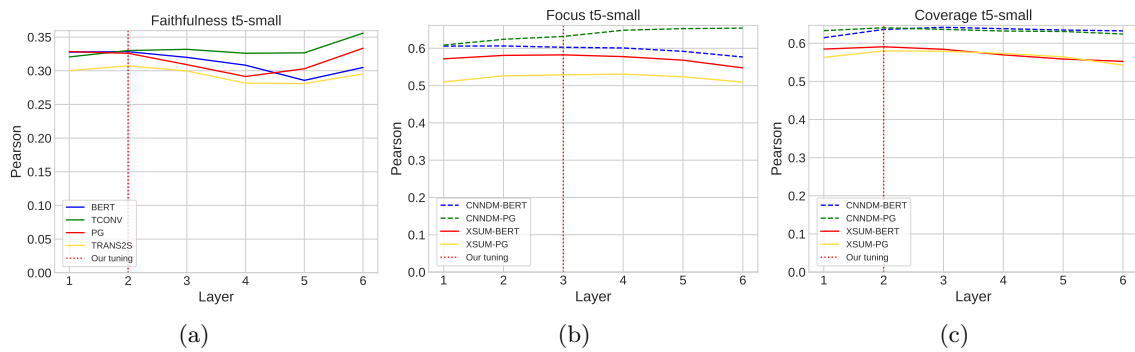 Faithfulness t5-small
0.35
0.30
0.25
0.20
0.15
0.10
0.05
0.00
Pearson
BERT
TCONV
PG
TRANS2S
Our tuning
1 2 3 4 5 6
Layer
(a)
Focus t5-small
0.6
0.5
0.4
0.3
0.2
0.1
0.0
Pearson
CNNDM-BERT
CNNDM-PG
XSUM-BERT
XSUM-PG
Our tuning
1 2 3 4 5 6
Layer
(b)
Coverage t5-small
0.6
0.5
0.4
0.3
0.2
0.1
0.0
Pearson
CNNDM-BERT
CNNDM-PG
XSUM-BERT
XSUM-PG
Our tuning
1 2 3 4 5 6
Layer
(c)